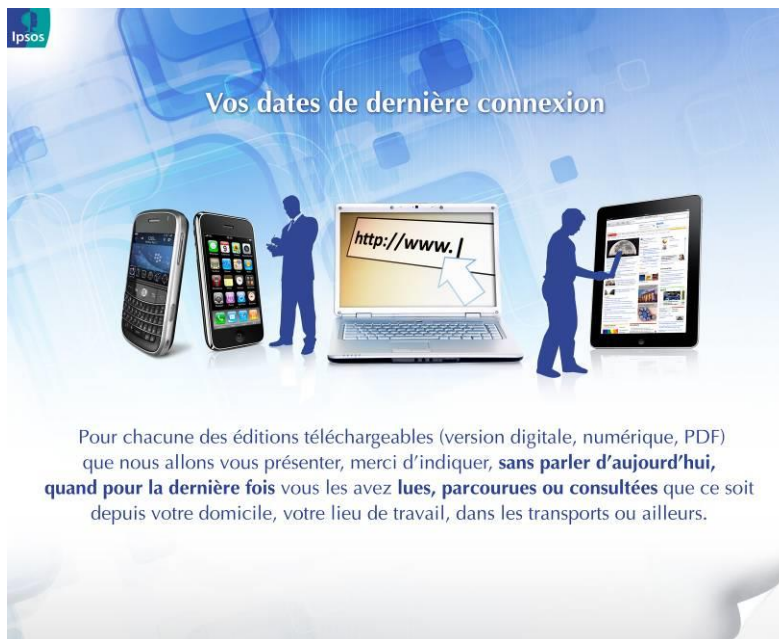 Ipsos
Vos dates de dernière connexion
http://www.
Pour chacune des éditions téléchargeables (version digitale, numérique, PDF)
que nous allons vous présenter, merci d'indiquer, sans parler d'aujourd'hui,
quand pour la dernière fois vous les avez lues, parcourues ou consultées que ce soit
depuis votre domicile, votre lieu de travail, dans les transports ou ailleurs.